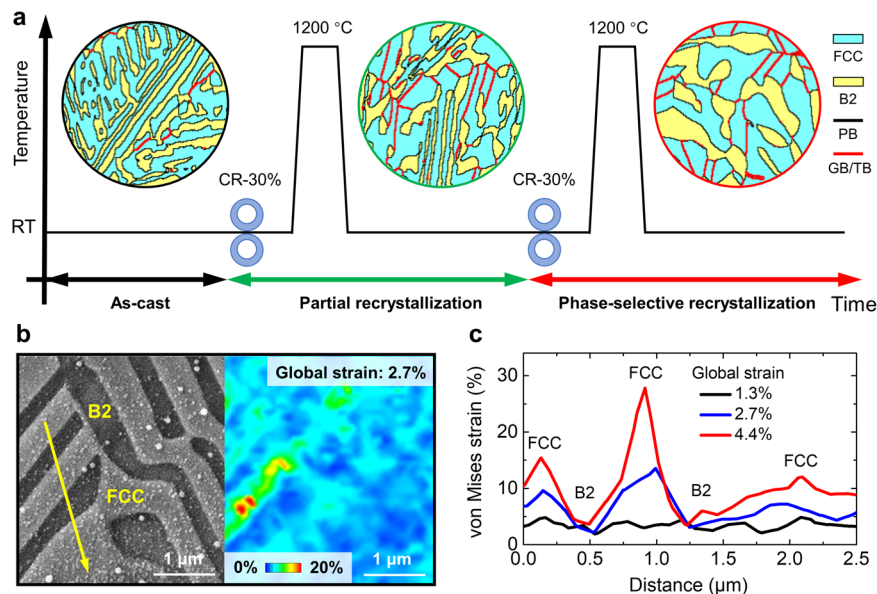 a
Temperature
RT
1200 °C
1200 °C
CR-30%
CR-30%
FCC
B2
PB
GB/TB
As-cast
Partial recrystallization
Phase-selective recrystallization
Time
b
B2
FCC
1 μm
Global strain: 2.7%
0%
20%
1 μm
c
von Mises strain (%)
30
20
10
0
FCC
B2
FCC
B2
FCC
Global strain
1.3%
2.7%
4.4%
0.0
0.5
1.0
1.5
2.0
2.5
Distance (μm)